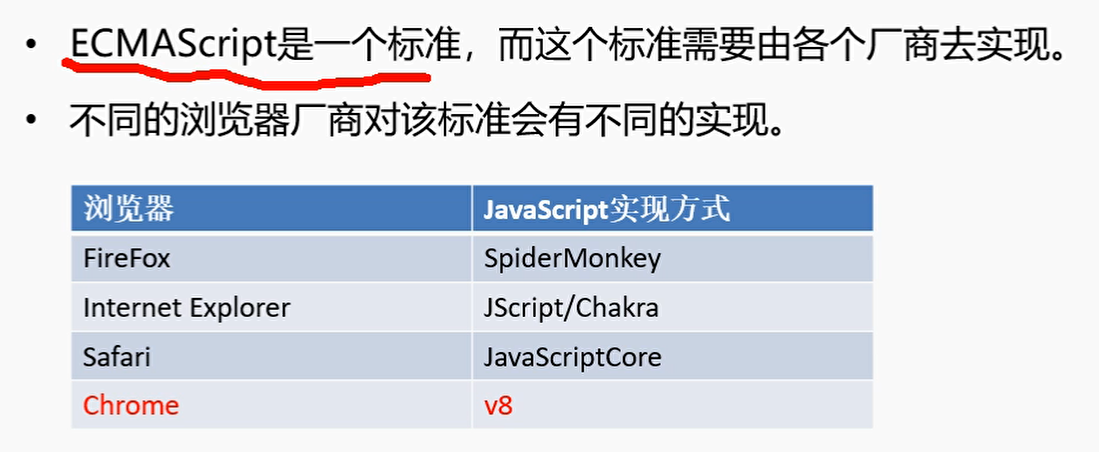 • ECMAScript是一个标准，而这个标准需要由各个厂商去实现。
• 不同的浏览器厂商对该标准会有不同的实现。
浏览器 JavaScript实现方式
FireFox SpiderMonkey
Internet Explorer JScript/Chakra
Safari JavaScriptCore
Chrome v8